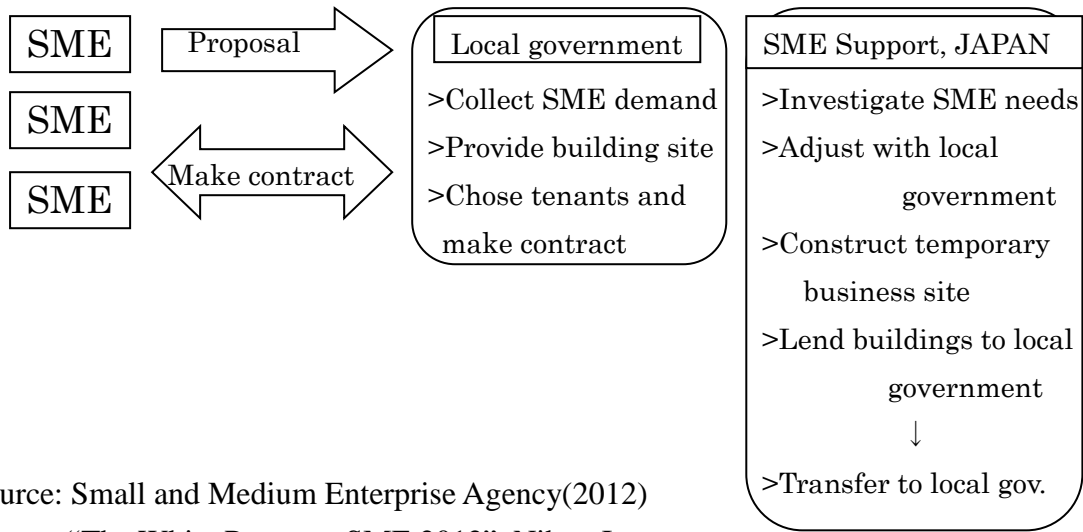 SME
SME
SME
Proposal
Make contract
Local government
>Collect SME demand
>Provide building site
>Chose tenants and
make contract
SME Support, JAPAN
>Investigate SME needs
>Adjust with local
government
>Construct temporary
business site
>Lend buildings to local
government
↓
>Transfer to local gov.
urce: Small and Medium Enterprise Agency(2012)